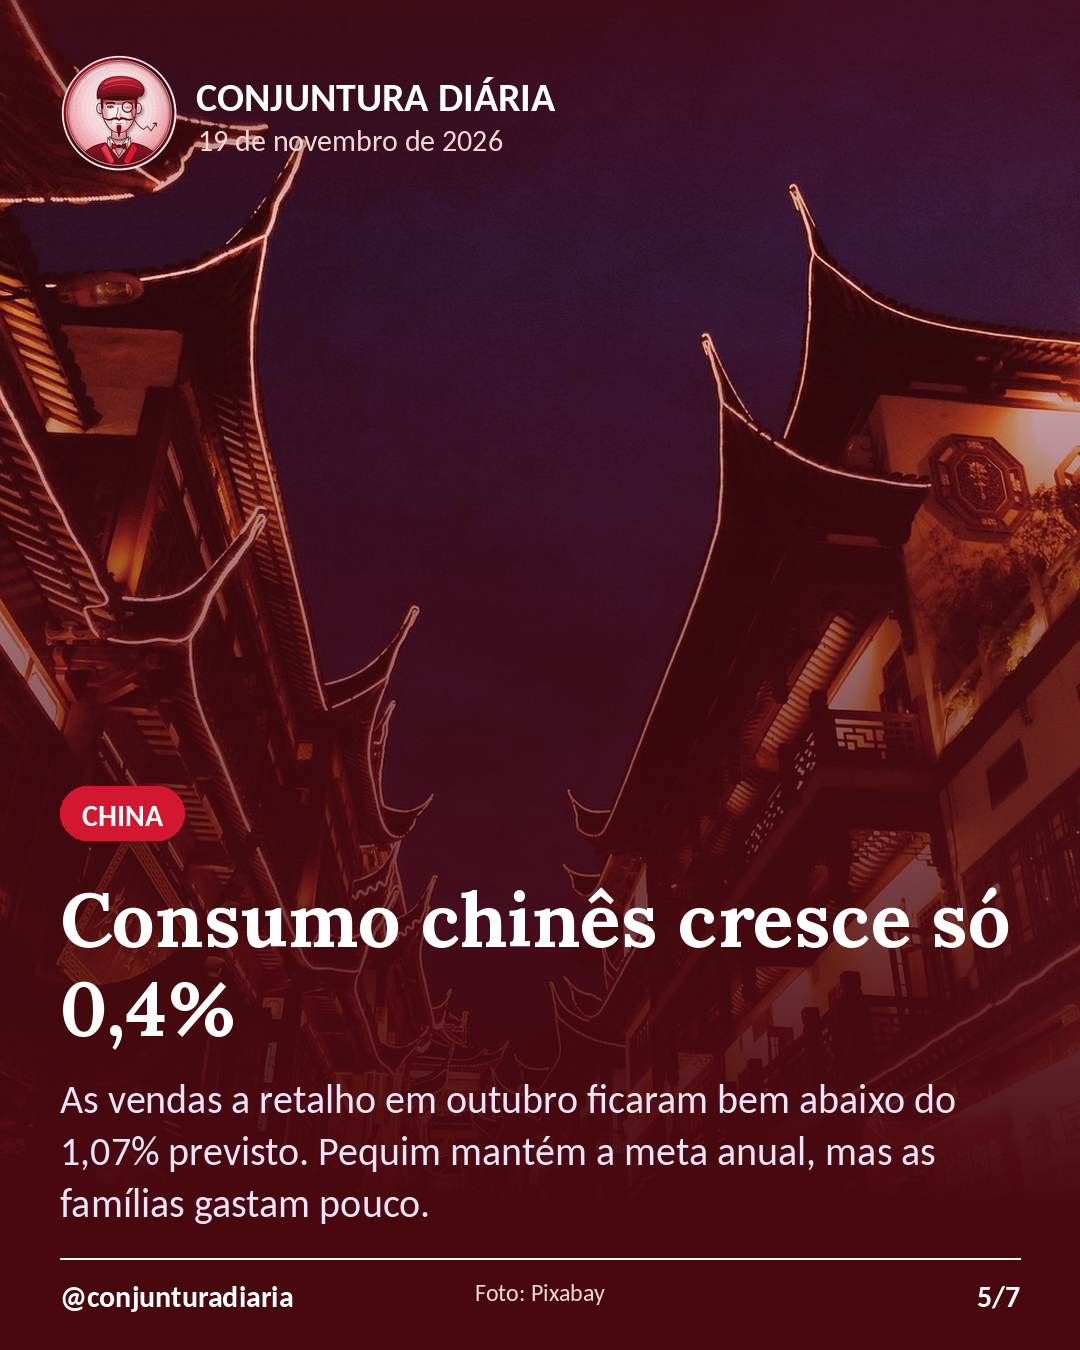 CONJUNTURA DIÁRIA
19 de novembro de 2026
CHINA
Consumo chinês cresce só
0,4%
As vendas a retalho em outubro ficaram bem abaixo do
1,07% previsto. Pequim mantém a meta anual, mas as
famílias gastam pouco.
@conjunturadiaria
Foto: Pixabay
5/7